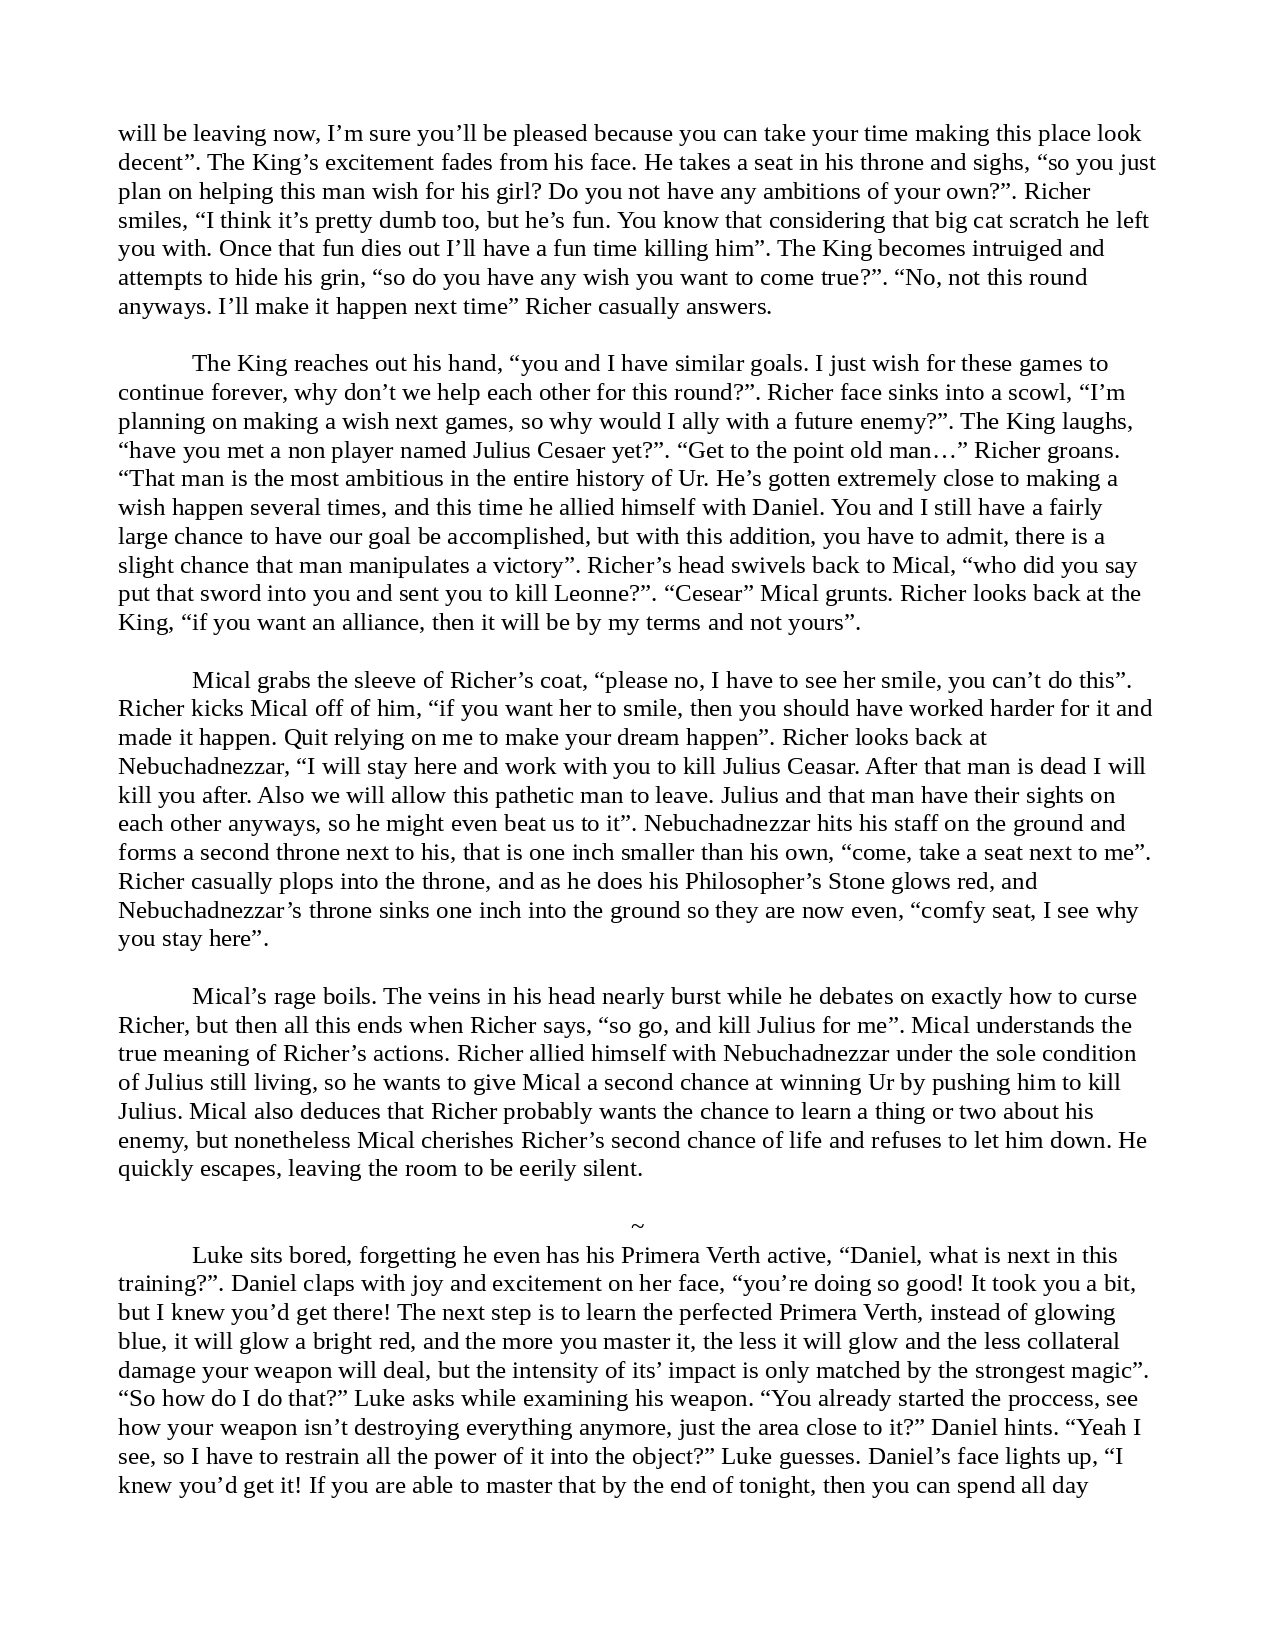 will be leaving now, I’m sure you’ll be pleased because you can take your time making this place look
decent”. The King’s excitement fades from his face. He takes a seat in his throne and sighs, “so you just
plan on helping this man wish for his girl? Do you not have any ambitions of your own?”. Richer
smiles, “I think it’s pretty dumb too, but he’s fun. You know that considering that big cat scratch he left
you with. Once that fun dies out I’ll have a fun time killing him”. The King becomes intruiged and
attempts to hide his grin, “so do you have any wish you want to come true?”. “No, not this round
anyways. I’ll make it happen next time” Richer casually answers.
The King reaches out his hand, “you and I have similar goals. I just wish for these games to
continue forever, why don’t we help each other for this round?”. Richer face sinks into a scowl, “I’m
planning on making a wish next games, so why would I ally with a future enemy?”. The King laughs,
“have you met a non player named Julius Cesaer yet?”. “Get to the point old man…” Richer groans.
“That man is the most ambitious in the entire history of Ur. He’s gotten extremely close to making a
wish happen several times, and this time he allied himself with Daniel. You and I still have a fairly
large chance to have our goal be accomplished, but with this addition, you have to admit, there is a
slight chance that man manipulates a victory”. Richer’s head swivels back to Mical, “who did you say
put that sword into you and sent you to kill Leonne?”. “Cesear” Mical grunts. Richer looks back at the
King, “if you want an alliance, then it will be by my terms and not yours”.
Mical grabs the sleeve of Richer’s coat, “please no, I have to see her smile, you can’t do this”.
Richer kicks Mical off of him, “if you want her to smile, then you should have worked harder for it and
made it happen. Quit relying on me to make your dream happen”. Richer looks back at
Nebuchadnezzar, “I will stay here and work with you to kill Julius Ceasar. After that man is dead I will
kill you after. Also we will allow this pathetic man to leave. Julius and that man have their sights on
each other anyways, so he might even beat us to it”. Nebuchadnezzar hits his staff on the ground and
forms a second throne next to his, that is one inch smaller than his own, “come, take a seat next to me”.
Richer casually plops into the throne, and as he does his Philosopher’s Stone glows red, and
Nebuchadnezzar’s throne sinks one inch into the ground so they are now even, “comfy seat, I see why
you stay here”.
Mical’s rage boils. The veins in his head nearly burst while he debates on exactly how to curse
Richer, but then all this ends when Richer says, “so go, and kill Julius for me”. Mical understands the
true meaning of Richer’s actions. Richer allied himself with Nebuchadnezzar under the sole condition
of Julius still living, so he wants to give Mical a second chance at winning Ur by pushing him to kill
Julius. Mical also deduces that Richer probably wants the chance to learn a thing or two about his
enemy, but nonetheless Mical cherishes Richer’s second chance of life and refuses to let him down. He
quickly escapes, leaving the room to be eerily silent.
~
Luke sits bored, forgetting he even has his Primera Verth active, “Daniel, what is next in this
training?”. Daniel claps with joy and excitement on her face, “you’re doing so good! It took you a bit,
but I knew you’d get there! The next step is to learn the perfected Primera Verth, instead of glowing
blue, it will glow a bright red, and the more you master it, the less it will glow and the less collateral
damage your weapon will deal, but the intensity of its’ impact is only matched by the strongest magic”.
“So how do I do that?” Luke asks while examining his weapon. “You already started the proccess, see
how your weapon isn’t destroying everything anymore, just the area close to it?” Daniel hints. “Yeah I
see, so I have to restrain all the power of it into the object?” Luke guesses. Daniel’s face lights up, “I
knew you’d get it! If you are able to master that by the end of tonight, then you can spend all day